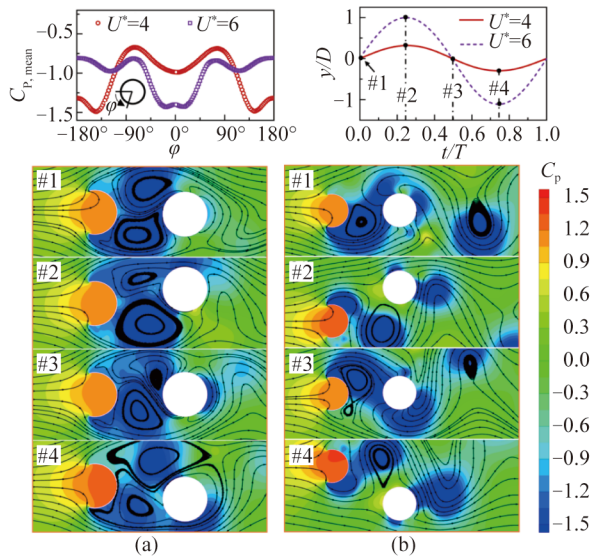 U*=4 U*=6
C_P, mean
−0.5
−1.0
−1.5
φ
−180° −90° 0° 90° 180°
φ
U*=4
U*=6
y/D
1
0
−1
#1 #2 #3 #4
0 0.2 0.4 0.6 0.8 1.0
t/T
#1 #1
#2 #2
#3 #3
#4 #4
(a) (b)
C_p
1.5
1.2
0.9
0.6
0.3
0.0
−0.3
−0.6
−0.9
−1.2
−1.5